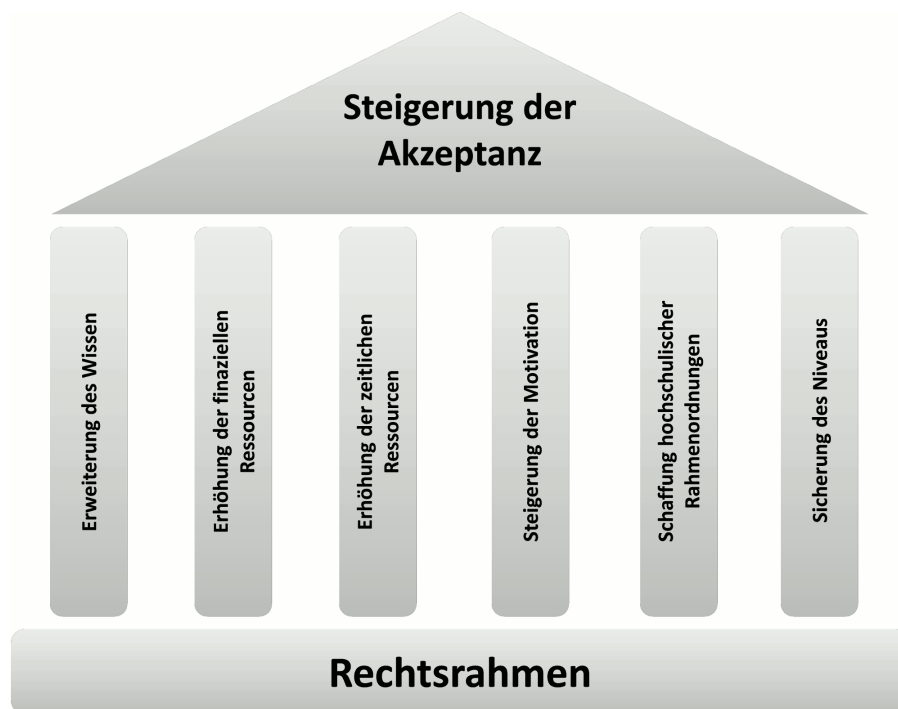 Steigerung der
Akzeptanz
Erweiterung des Wissen
Erhöhung der finaziellen
Ressourcen
Erhöhung der zeitlichen
Ressourcen
Steigerung der Motivation
Schaffung hochschulischer
Rahmenordnungen
Sicherung des Niveaus
Rechtsrahmen